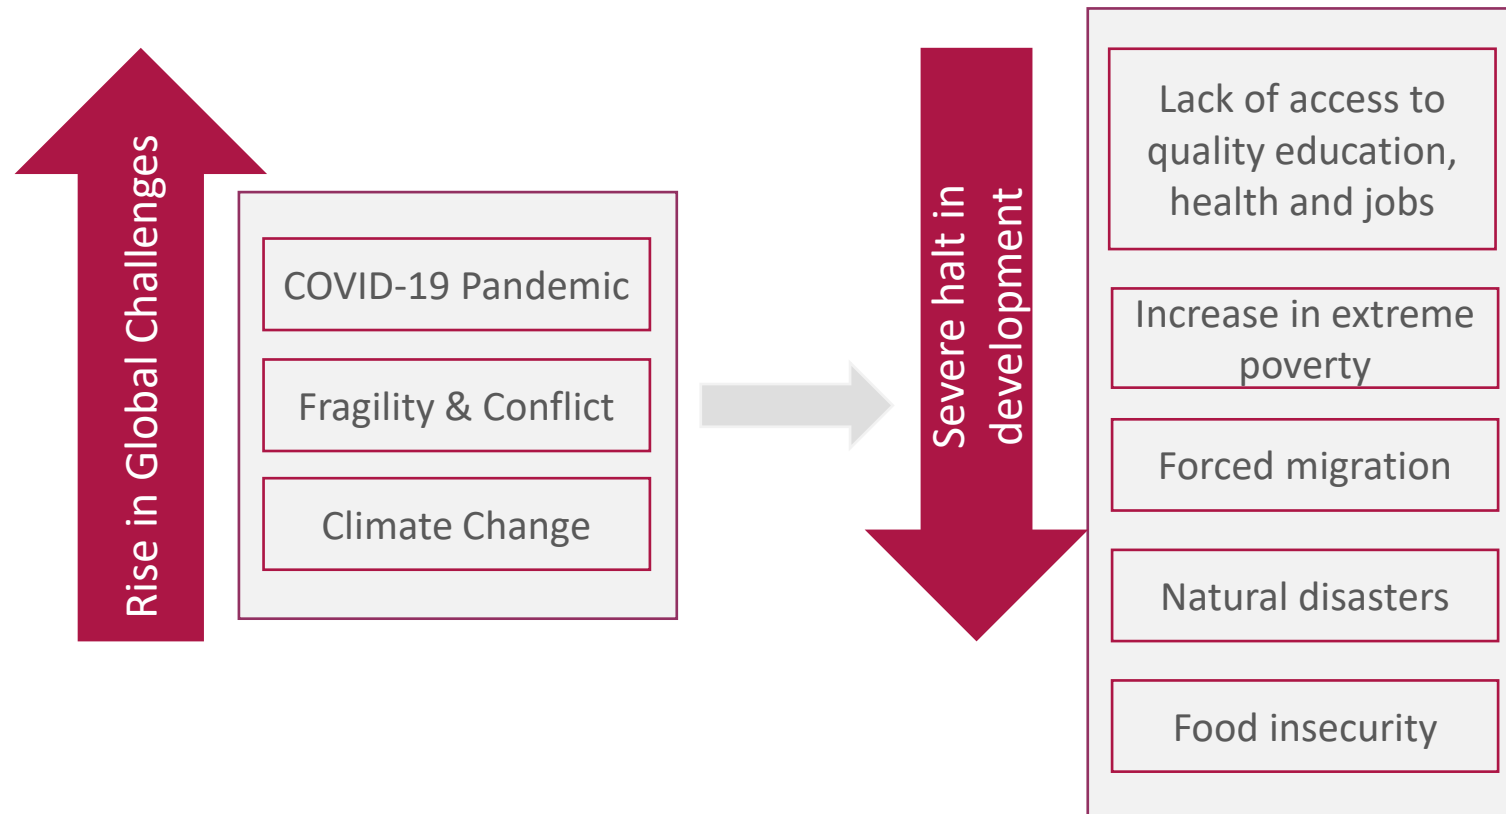 Rise in Global Challenges
COVID-19 Pandemic
Fragility & Conflict
Climate Change
Severe halt in
development
Lack of access to
quality education,
health and jobs
Increase in extreme
poverty
Forced migration
Natural disasters
Food insecurity